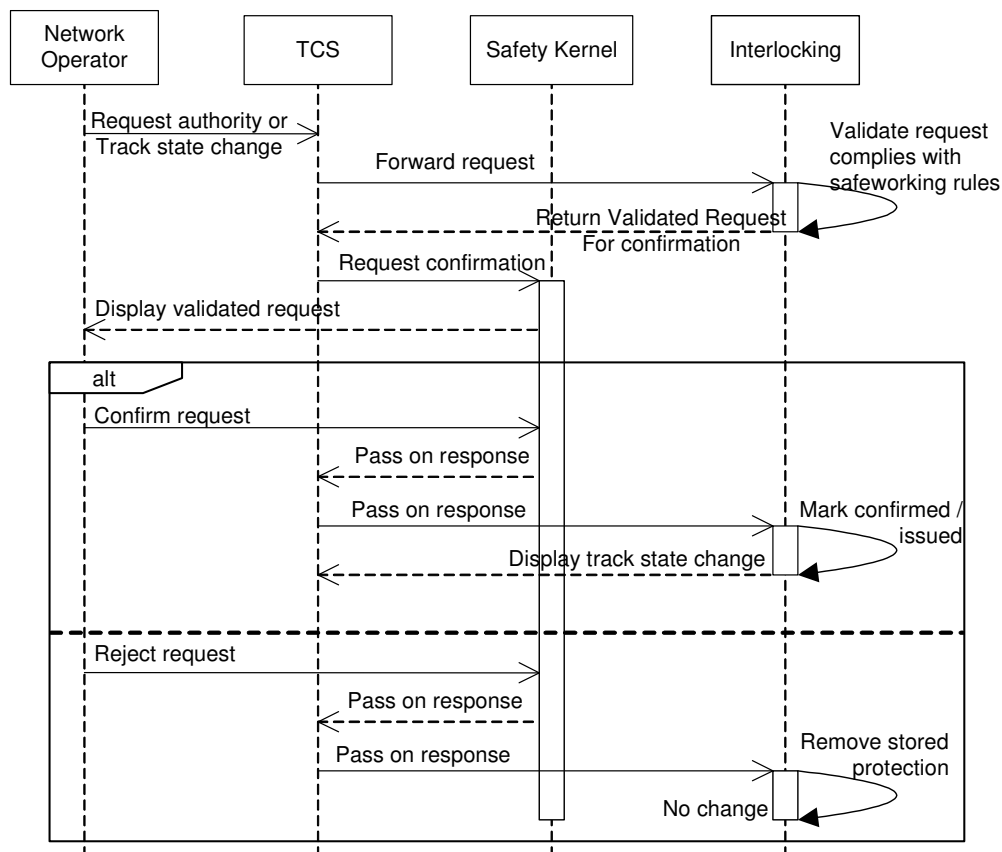 Network
Operator
TCS
Safety Kernel
Interlocking
Request authority or
Track state change
Validate request
complies with
safeworking rules
Forward request
Return Validated Request
For confirmation
Request confirmation
Display validated request
alt
Confirm request
Pass on response
Pass on response
Mark confirmed /
issued
Display track state change
Reject request
Pass on response
Pass on response
Remove stored
protection
No change